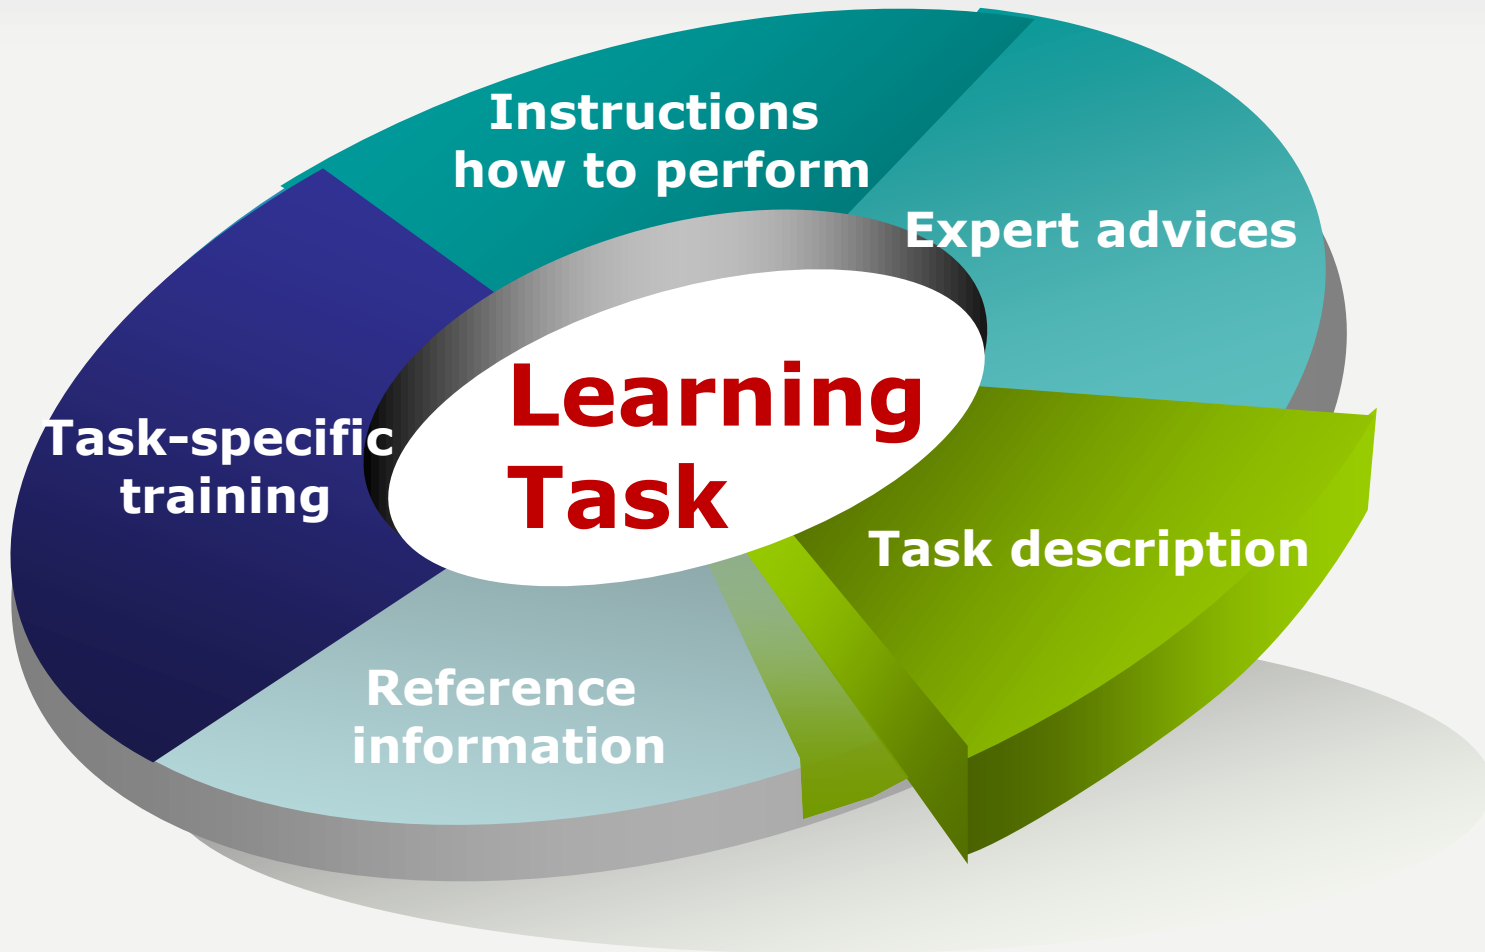 Instructions
how to perform
Expert advices
Learning
Task
Task-specific
training
Task description
Reference
information